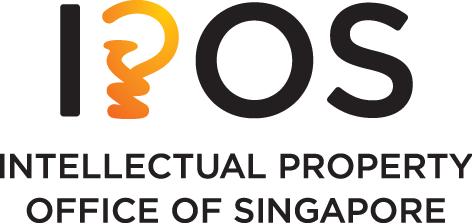 IPOS
INTELLECTUAL PROPERTY
OFFICE OF SINGAPORE